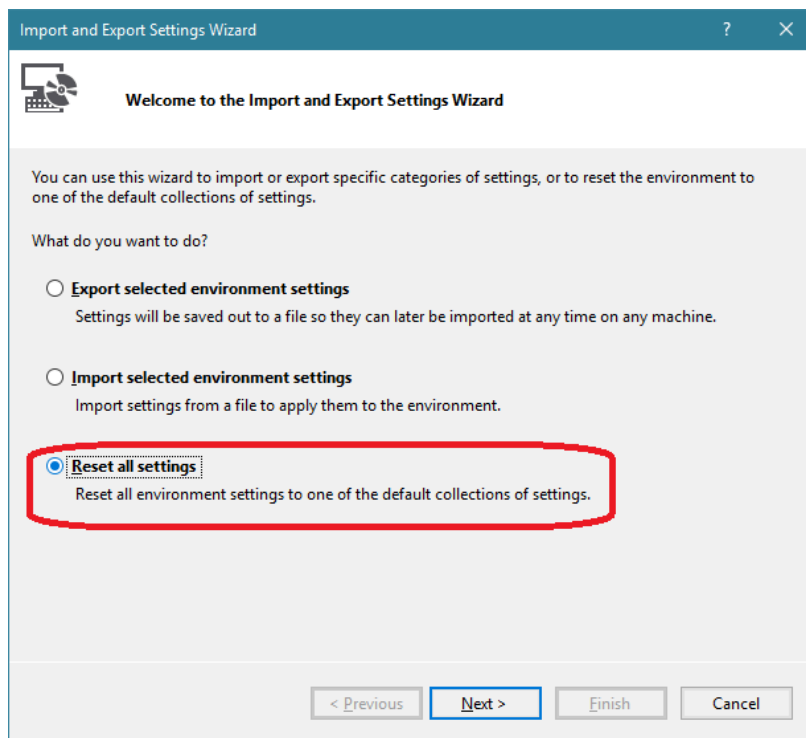 Import and Export Settings Wizard
?
Welcome to the Import and Export Settings Wizard
You can use this wizard to import or export specific categories of settings, or to reset the environment to
one of the default collections of settings.
What do you want to do?
Export selected environment settings
Settings will be saved out to a file so they can later be imported at any time on any machine.
Import selected environment settings
Import settings from a file to apply them to the environment.
Reset all settings
Reset all environment settings to one of the default collections of settings.
< Previous Next > Finish Cancel